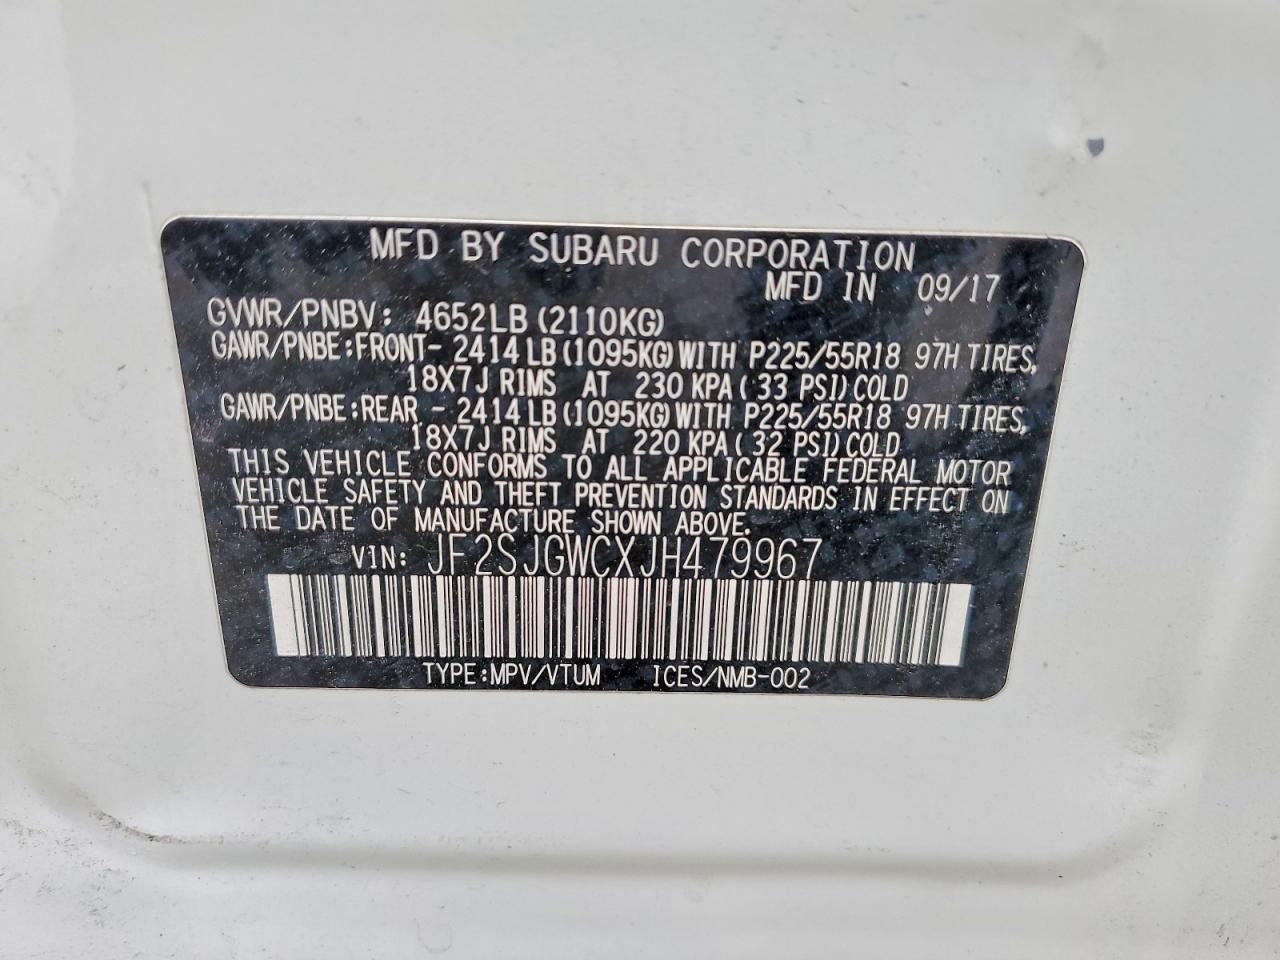 MFD BY SUBARU CORPORATION
MFD IN 09/17
GVWR/PNBV: 4652LB(2110KG)
GAWR/PNBE:FRONT- 2414LB(1095KG)WITH P225/55R18 97H TIRES,
18X7J RIMS AT 230 KPA( 33 PSI)COLD
GAWR/PNBE:REAR - 2414LB(1095KG)WITH P225/55R18 97H TIRES,
18X7J RIMS AT 220 KPA( 32 PSI)COLD
THIS VEHICLE CONFORMS TO ALL APPLICABLE FEDERAL MOTOR
VEHICLE SAFETY AND THEFT PREVENTION STANDARDS IN EFFECT ON
THE DATE OF MANUFACTURE SHOWN ABOVE.
VIN: JF2SJGWCXJH479967
TYPE:MPV/VTUM ICES/NMB-002